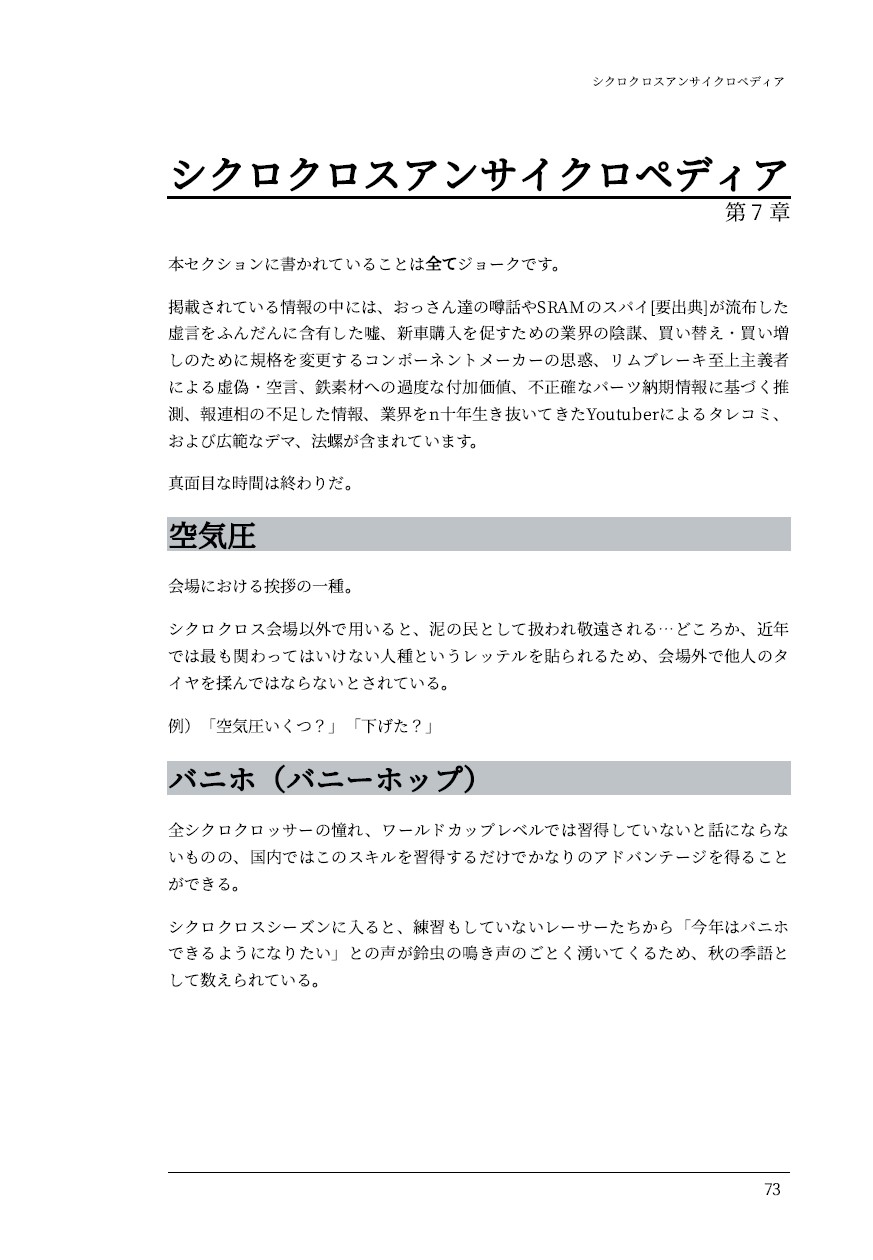 シクロクロスアンサイクロペディア
シクロクロスアンサイクロペディア
第 7 章
本セクションに書かれていることは全てジョークです。
掲載されている情報の中には、おっさん達の噂話やSRAMのスパイ[要出典]が流布した
虚言をふんだんに含有した嘘、新車購入を促すための業界の陰謀、買い替え・買い増
しのために規格を変更するコンポーネントメーカーの思惑、リムブレーキ至上主義者
による虚偽・空言、鉄素材への過度な付加価値、不正確なパーツ納期情報に基づく推
測、報連相の不足した情報、業界をn十年生き抜いてきたYoutuberによるタレコミ、
および広範なデマ、法螺が含まれています。
真面目な時間は終わりだ。
空気圧
会場における挨拶の一種。
シクロクロス会場以外で用いると、泥の民として扱われ敬遠される…どころか、近年
では最も関わってはいけない人種というレッテルを貼られるため、会場外で他人のタ
イヤを揉んではならないとされている。
例）「空気圧いくつ？」「下げた？」
バニホ（バニーホップ）
全シクロクロッサーの憧れ、ワールドカップレベルでは習得していないと話にならな
いものの、国内ではこのスキルを習得するだけでかなりのアドバンテージを得ること
ができる。
シクロクロスシーズンに入ると、練習もしていないレーサーたちから「今年はバニホ
できるようになりたい」との声が鈴虫の鳴き声のごとく湧いてくるため、秋の季語と
して数えられている。
73